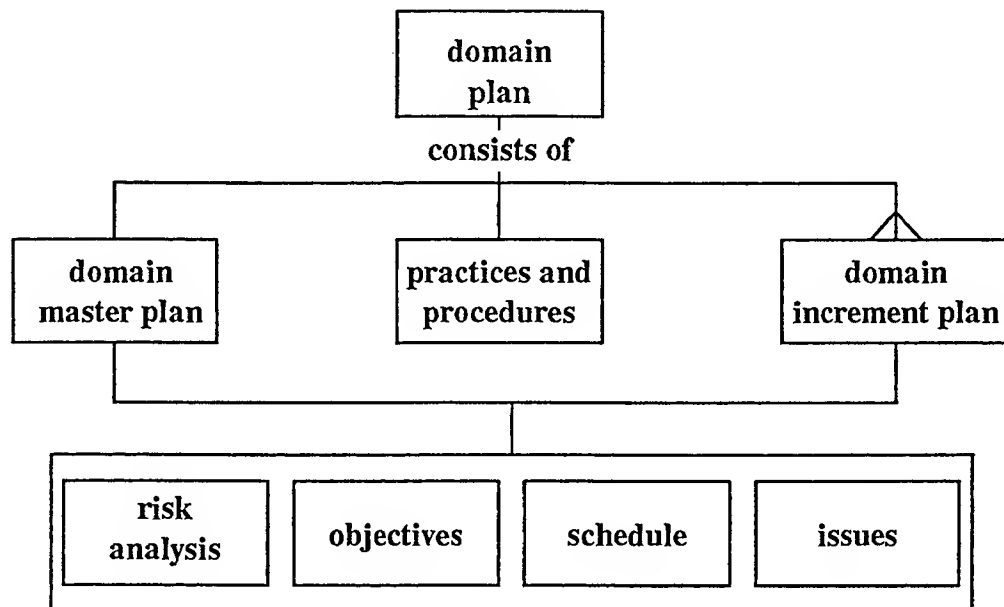 domain
plan
consists of
domain
master plan
practices and
procedures
domain
increment plan
risk
analysis
objectives
schedule
issues